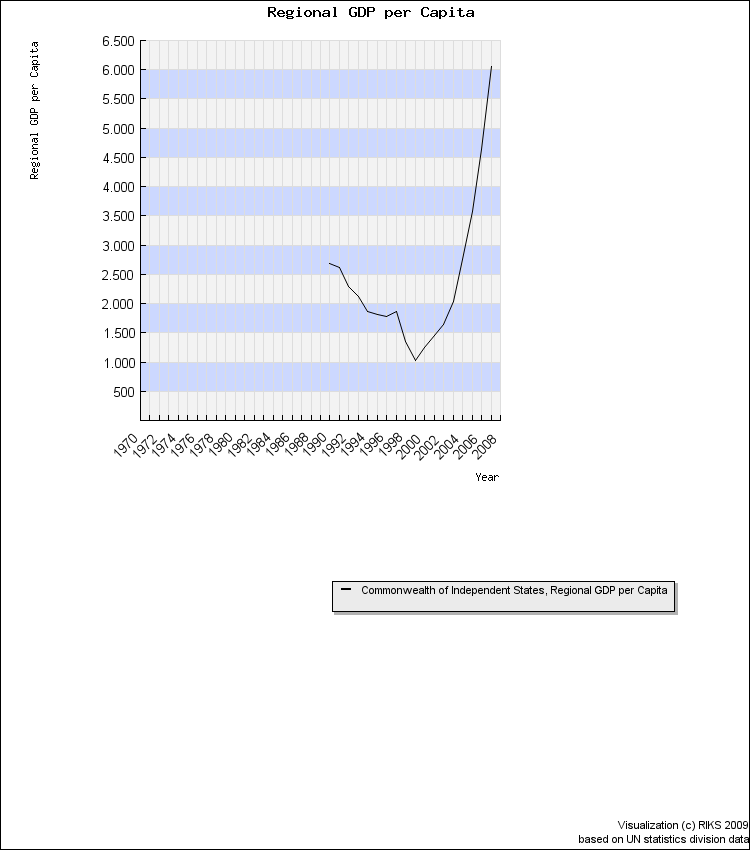 Regional GDP per Capita
Regional GDP per Capita
6.500
6.000
5.500
5.000
4.500
4.000
3.500
3.000
2.500
2.000
1.500
1.000
500
1970 1972 1974 1976 1978 1980 1982 1984 1986 1988 1990 1992 1994 1996 1998 2000 2002 2004 2006 2008
Year
Commonwealth of Independent States, Regional GDP per Capita
Visualization (c) RIKS 2009
based on UN statistics division data